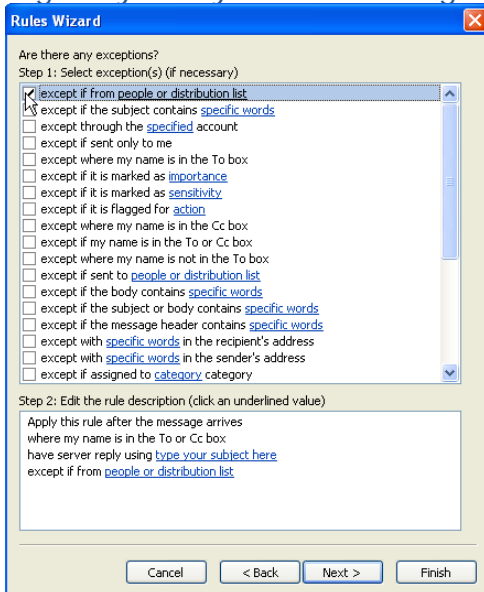 Rules Wizard
Are there any exceptions?
Step 1: Select exception(s) (if necessary)
except if from people or distribution list
except if the subject contains specific words
except through the specified account
except if sent only to me
except where my name is in the To box
except if it is marked as importance
except if it is marked as sensitivity
except if it is flagged for action
except where my name is in the Cc box
except if my name is in the To or Cc box
except where my name is not in the To box
except if sent to people or distribution list
except if the body contains specific words
except if the subject or body contains specific words
except if the message header contains specific words
except with specific words in the recipient's address
except with specific words in the sender's address
except if assigned to category category
Step 2: Edit the rule description (click an underlined value)
Apply this rule after the message arrives
where my name is in the To or Cc box
have server reply using type your subject here
except if from people or distribution list
Cancel
< Back
Next >
Finish